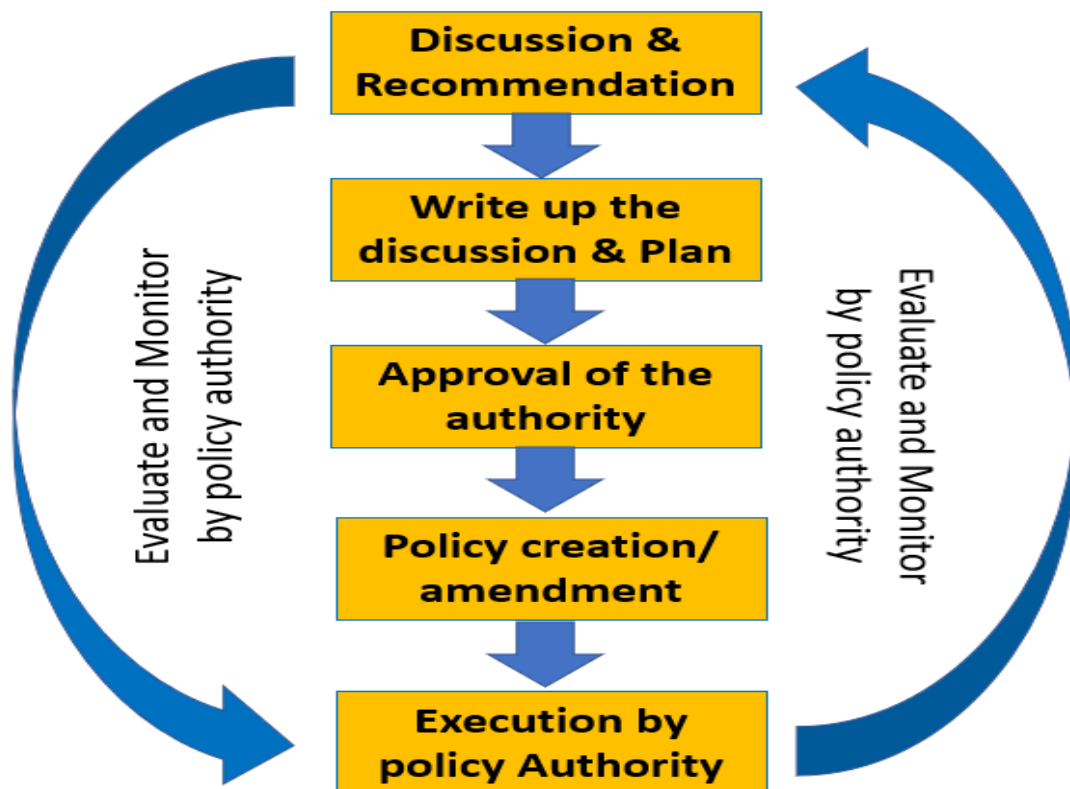 Discussion &
Recommendation
Write up the
discussion & Plan
Approval of the
authority
Policy creation/
amendment
Execution by
policy Authority
Evaluate and Monitor
by policy authority
Evaluate and Monitor
by policy authority